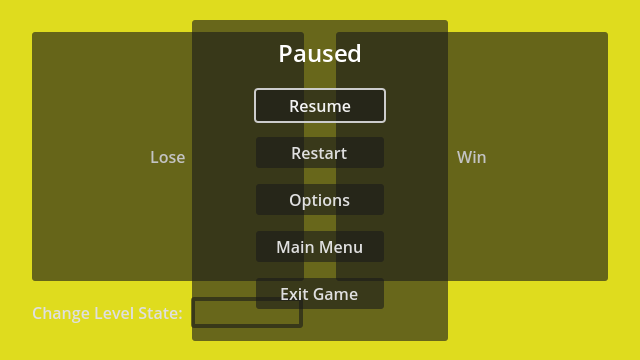 Paused
Resume
Lose
Restart
Win
Options
Main Menu
Exit Game
Change Level State: